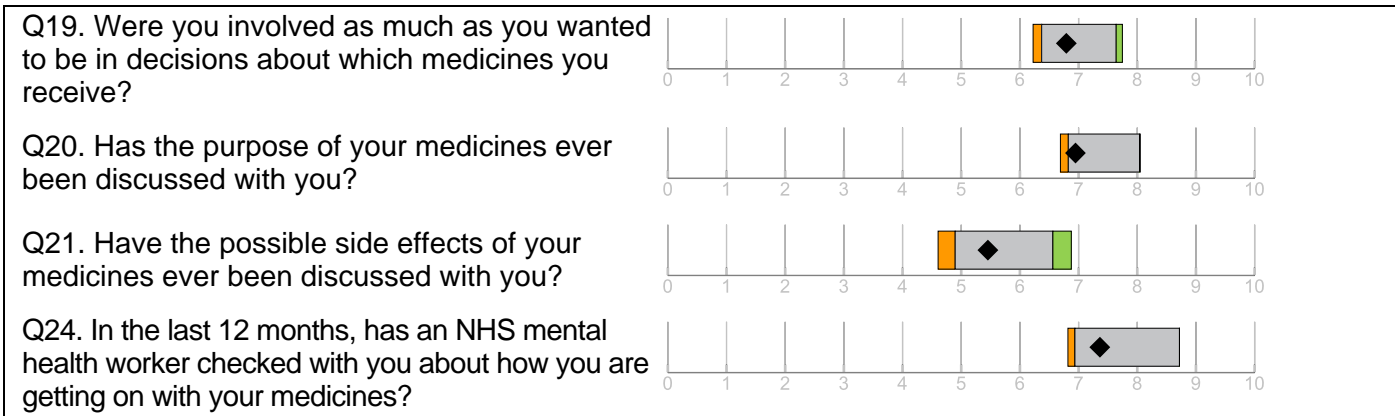 Q19. Were you involved as much as you wanted
to be in decisions about which medicines you
receive?
0 1 2 3 4 5 6 7 8 9 10
Q20. Has the purpose of your medicines ever
been discussed with you?
0 1 2 3 4 5 6 7 8 9 10
Q21. Have the possible side effects of your
medicines ever been discussed with you?
0 1 2 3 4 5 6 7 8 9 10
Q24. In the last 12 months, has an NHS mental
health worker checked with you about how you are
getting on with your medicines?
0 1 2 3 4 5 6 7 8 9 10